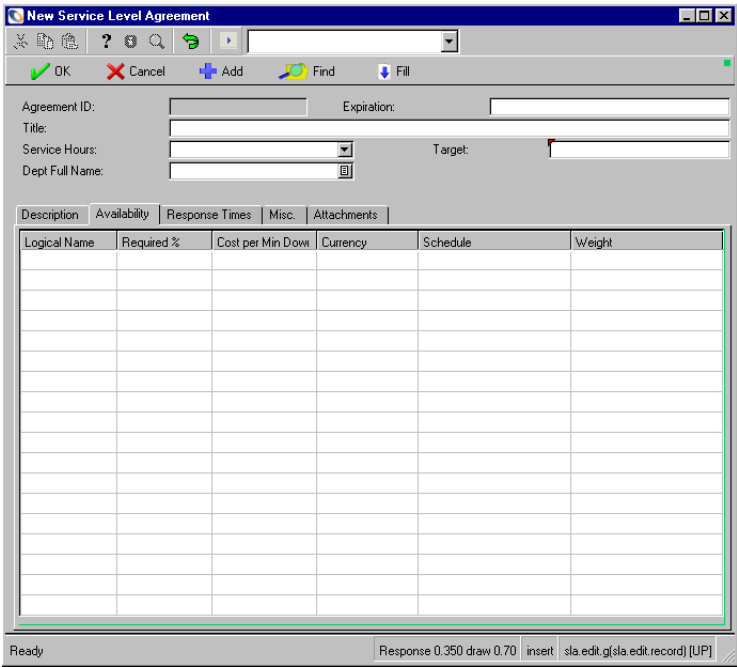 New Service Level Agreement
?
OK Cancel Add Find Fill
Agreement ID: Expiration:
Title:
Service Hours: Target:
Dept Full Name:
Description Availability Response Times Misc. Attachments
Logical Name Required % Cost per Min Down Currency Schedule Weight
Ready Response 0.350 draw 0.70 insert sla.edit.g(sla.edit.record) [UP]